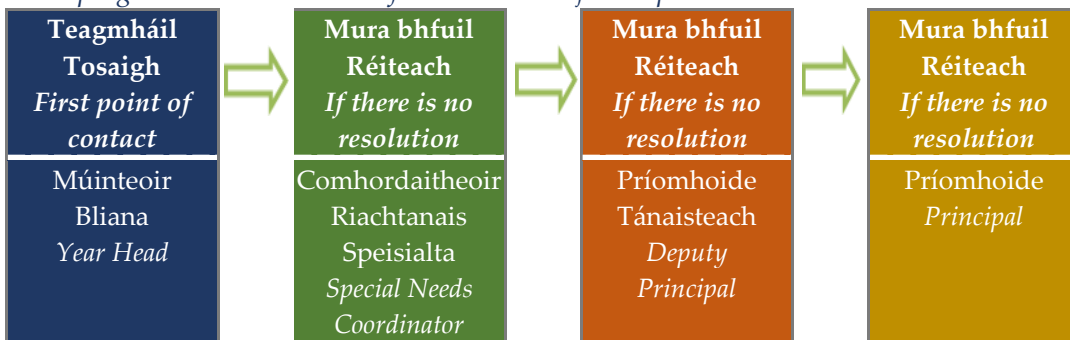 Teagmháil
Tosaigh
First point of
contact
Múinteoir
Bliana
Year Head
Mura bhfuil
Réiteach
If there is no
resolution
Comhordaitheoir
Riachtanais
Speisialta
Special Needs
Coordinator
Mura bhfuil
Réiteach
If there is no
resolution
Príomhoide
Tánaisteach
Deputy
Principal
Mura bhfuil
Réiteach
If there is no
resolution
Príomhoide
Principal